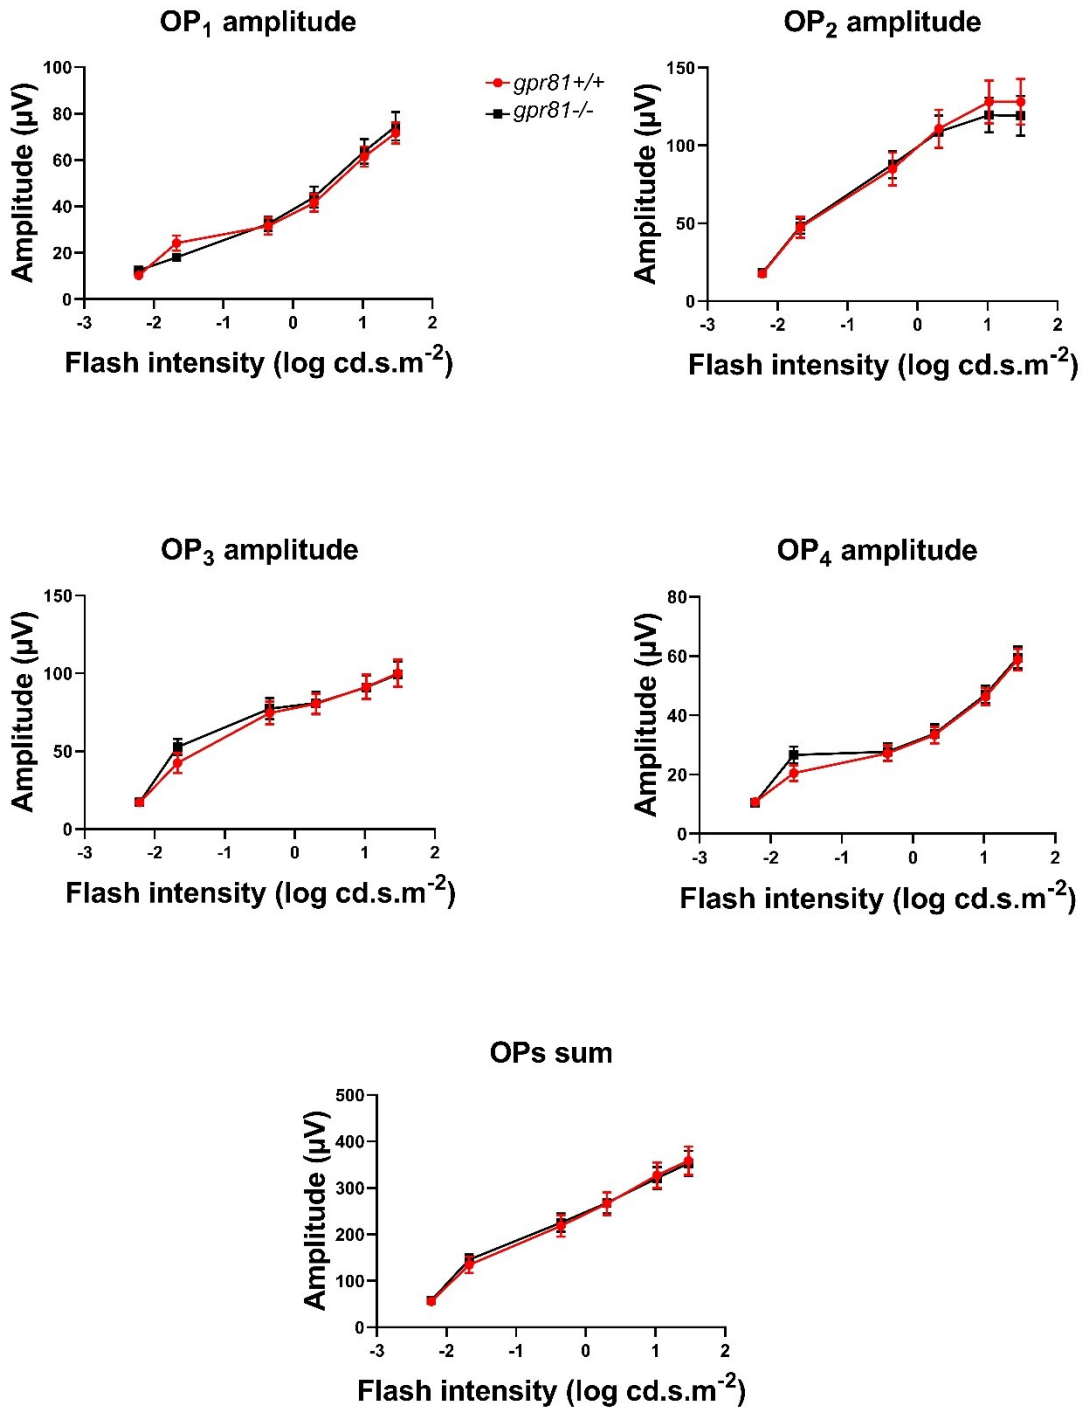 OP1 amplitude
Amplitude (µV)
100
80
60
40
20
0
-3 -2 -1 0 1 2
Flash intensity (log cd.s.m-2)
gpr81+/+
gpr81-/-
OP2 amplitude
Amplitude (µV)
150
100
50
0
-3 -2 -1 0 1 2
Flash intensity (log cd.s.m-2)
OP3 amplitude
Amplitude (µV)
150
100
50
0
-3 -2 -1 0 1 2
Flash intensity (log cd.s.m-2)
OP4 amplitude
Amplitude (µV)
80
60
40
20
0
-3 -2 -1 0 1 2
Flash intensity (log cd.s.m-2)
OPs sum
Amplitude (µV)
500
400
300
200
100
0
-3 -2 -1 0 1 2
Flash intensity (log cd.s.m-2)